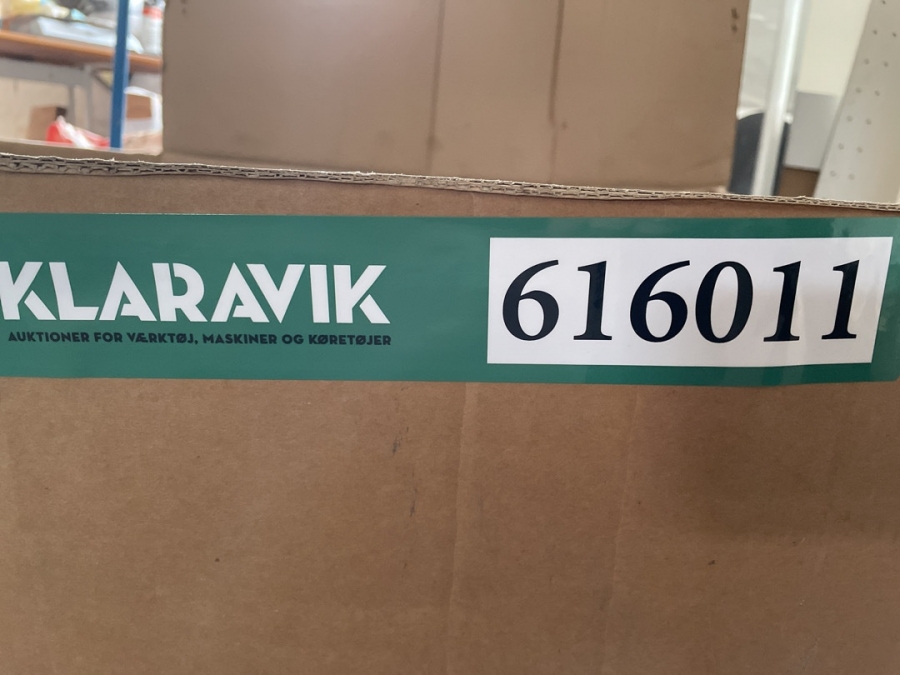 KLARAVIK
AUKTIONER FOR VÆRKTØJ, MASKINER OG KØRETØJER
616011